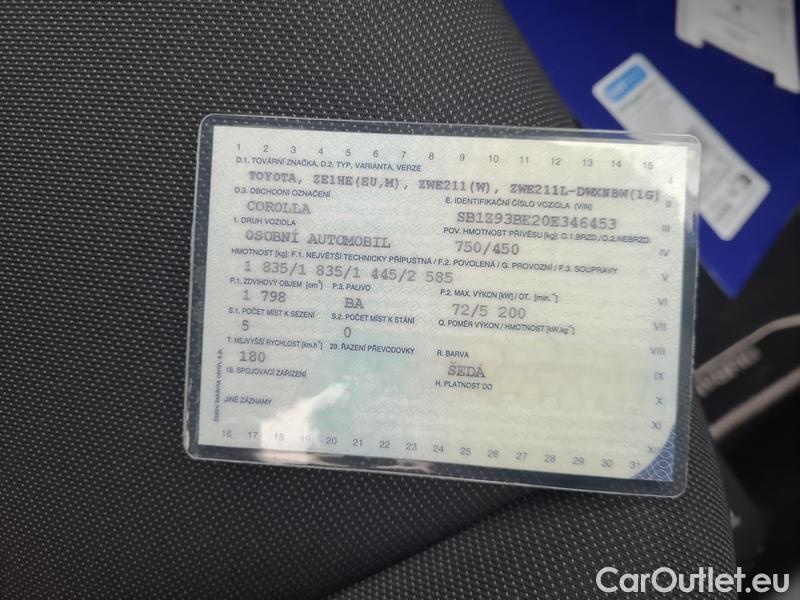 1 2 3 4 5 6 7 8 9 10 11 12 13 14 15
D.1. TOVÁRNÍ ZNAČKA, D.2. TYP, VARIANTA, VERZE I
TOYOTA, ZE1HE(EU,M), ZWE211(W), ZWE211L-DWXNBW(1G)
D.3. OBCHODNÍ OZNAČENÍ E. IDENTIFIKAČNÍ ČÍSLO VOZIDLA (VIN) II
COROLLA SB1Z93BE20E346453
1. DRUH VOZIDLA POV. HMOTNOST PŘÍVĚSU [kg]: O.1.BRZD./O.2.NEBRZD. III
OSOBNÍ AUTOMOBIL 750/450 IV
HMOTNOST [kg]: F.1. NEJVĚTŠÍ TECHNICKY PŘÍPUSTNÁ / F.2. POVOLENÁ / G. PROVOZNÍ / F.3. SOUPRAVY
1 835/1 835/1 445/2 585 V
P.1. ZDVIHOVÝ OBJEM [cm³] P.3. PALIVO P.2. MAX. VÝKON [kW] / OT. [min.⁻¹] VI
1 798 BA 72/5 200
S.1. POČET MÍST K SEZENÍ S.2. POČET MÍST K STÁNÍ Q. POMĚR VÝKON / HMOTNOST [kW.kg⁻¹] VII
5 0
T. NEJVYŠŠÍ RYCHLOST [km.h⁻¹] 29. ŘAZENÍ PŘEVODOVKY R. BARVA VIII
180 ŠEDÁ IX
19. SPOJOVACÍ ZAŘÍZENÍ H. PLATNOST DO
JINÉ ZÁZNAMY X
XI
XII
16 17 18 19 20 21 22 23 24 25 26 27 28 29 30 31
Státní tiskárna cenin, s.p.
CarOutlet.eu